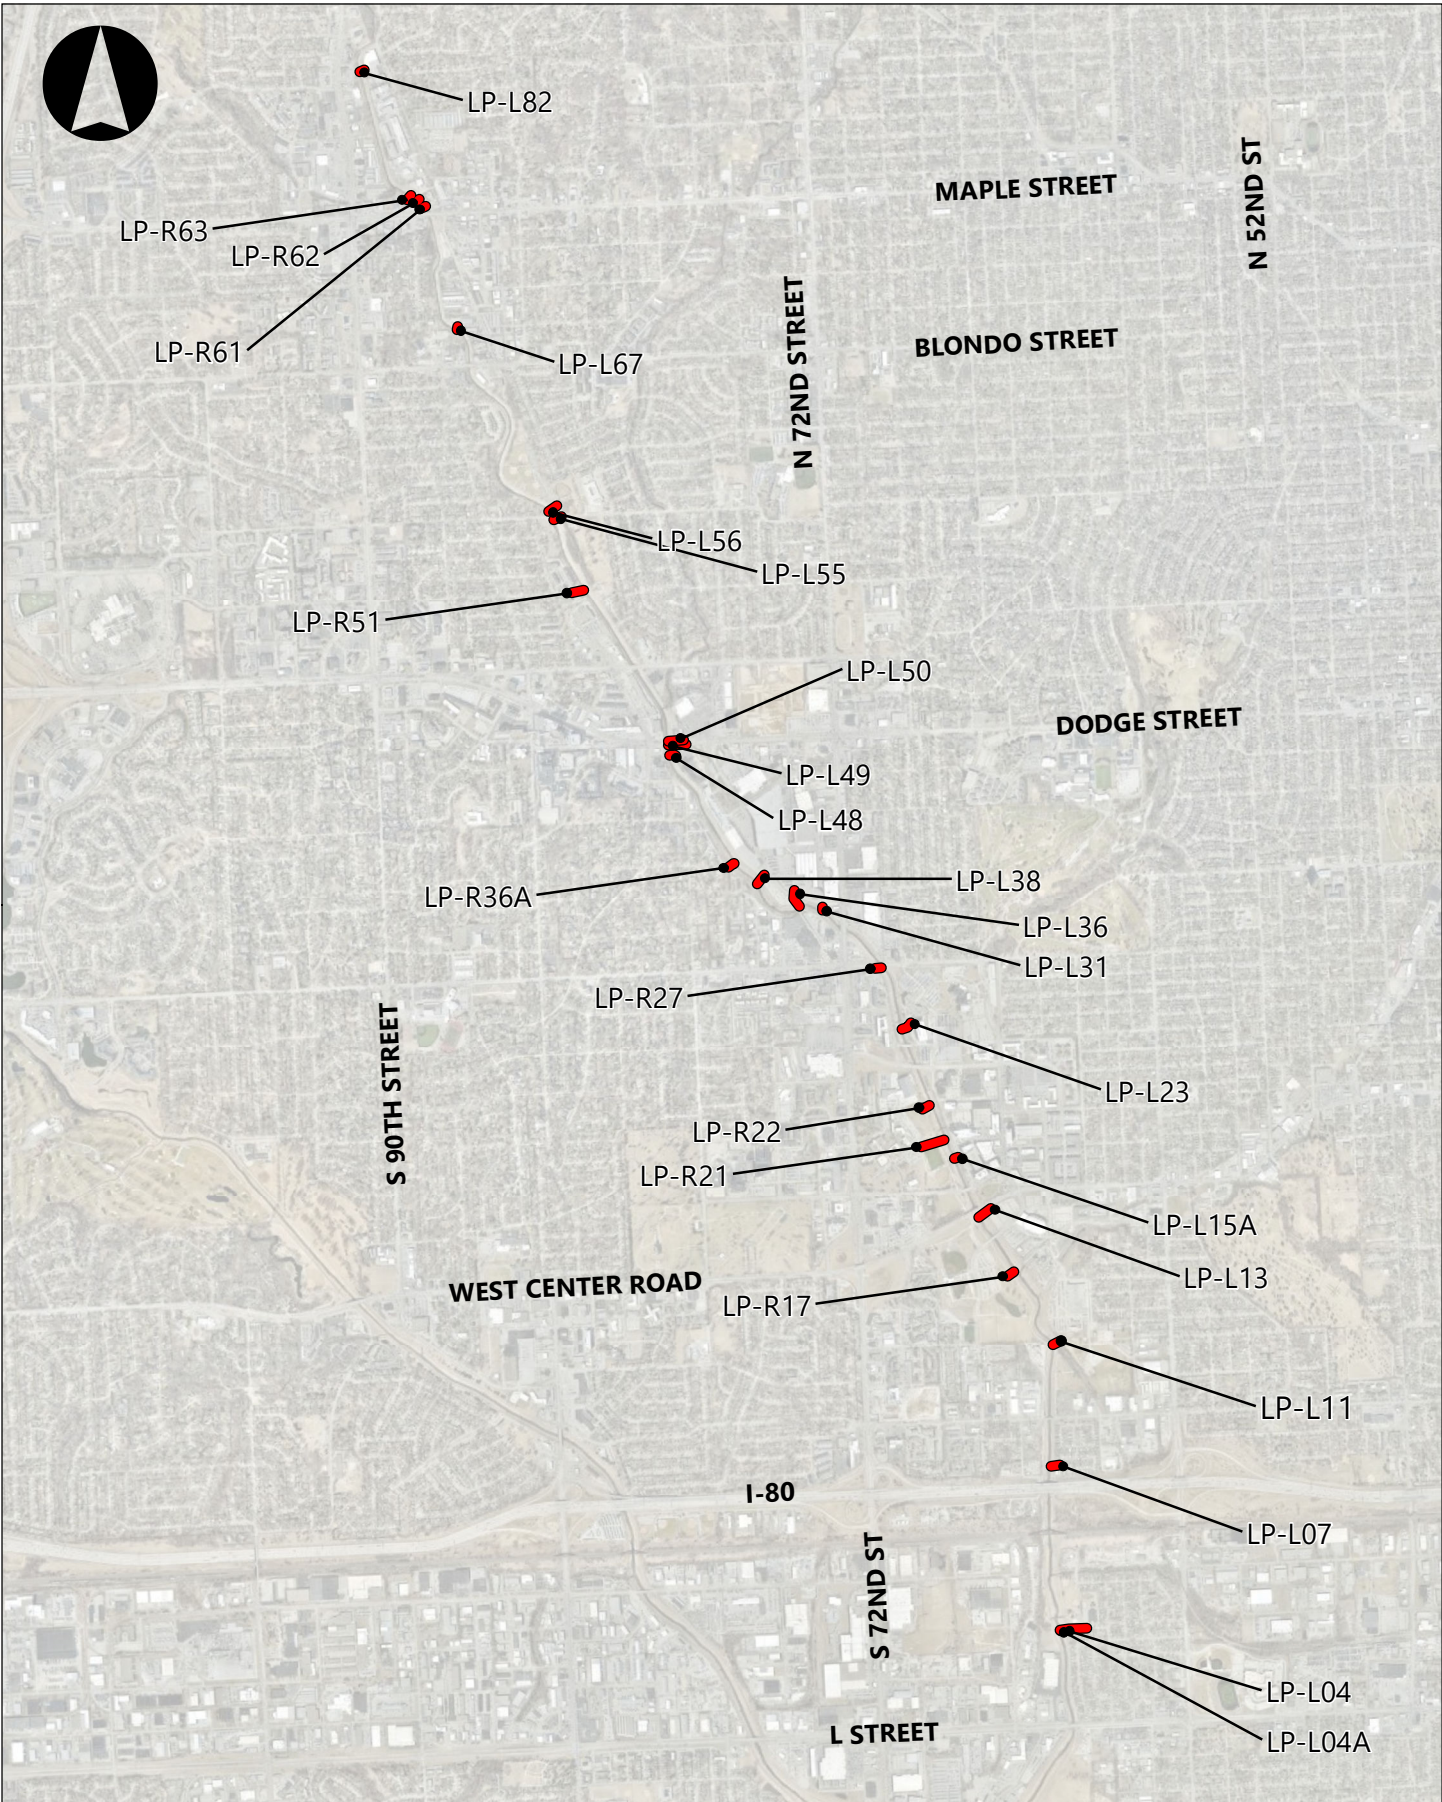 LP-L82
N 52ND ST
MAPLE STREET
LP-R63
LP-R62
LP-R61
LP-L67
N 72ND STREET
BLONDO STREET
LP-L56
LP-L55
LP-R51
LP-L50
DODGE STREET
LP-L49
LP-L48
LP-R36A
LP-L38
LP-L36
LP-L31
LP-R27
S 90TH STREET
LP-L23
LP-R22
LP-R21
LP-L15A
LP-L13
WEST CENTER ROAD
LP-R17
LP-L11
I-80
LP-L07
S 72ND ST
LP-L04
L STREET
LP-L04A